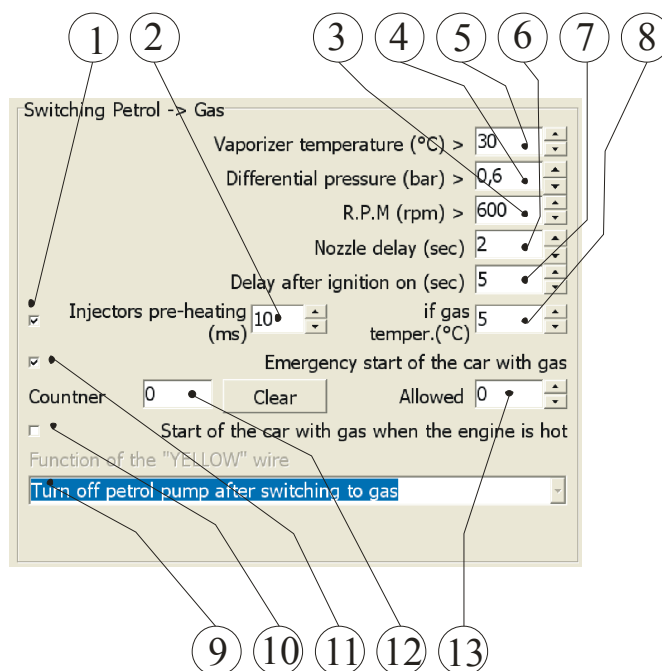 1 2 3 4 5 6 7 8
Switching Petrol -> Gas
Vaporizer temperature (°C) > 30
Differential pressure (bar) > 0,6
R.P.M (rpm) > 600
Nozzle delay (sec) 2
Delay after ignition on (sec) 5
Injectors pre-heating (ms) 10 if gas temper.(°C) 5
Emergency start of the car with gas
Countner 0 Clear Allowed 0
Start of the car with gas when the engine is hot
Function of the "YELLOW" wire
Turn off petrol pump after switching to gas
9 10 11 12 13